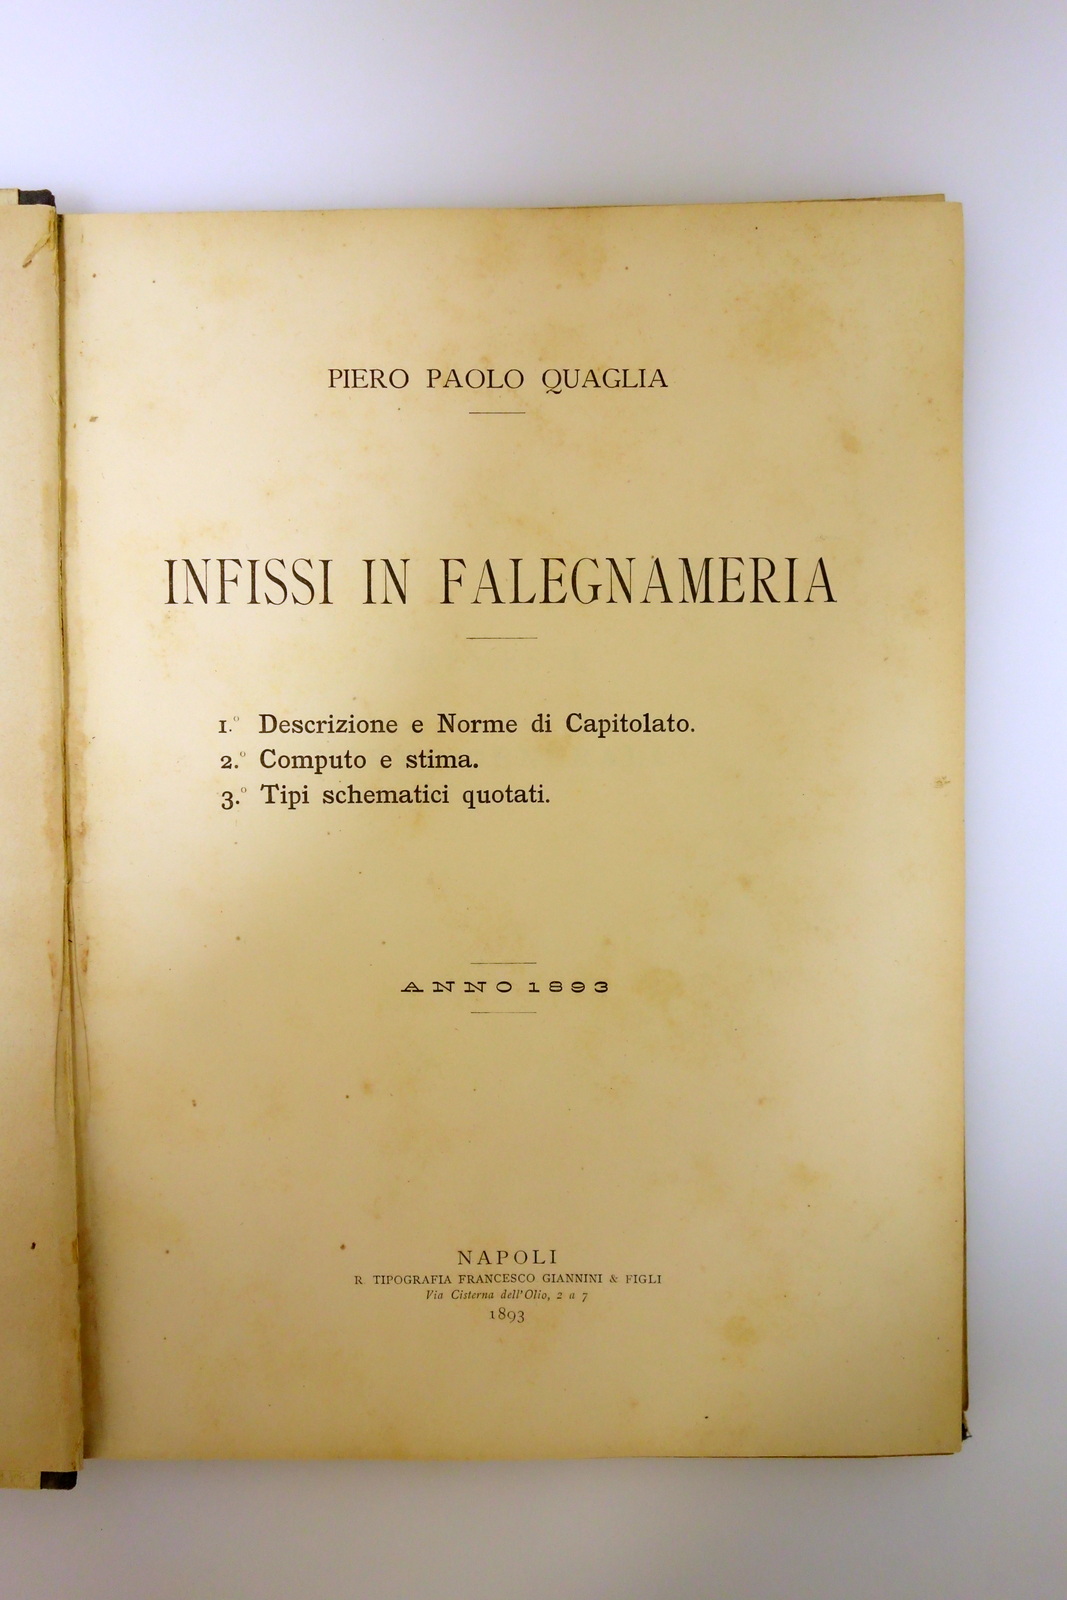 PIERO PAOLO QUAGLIA
INFISSI IN FALEGNAMERIA
1.° Descrizione e Norme di Capitolato.
2.° Computo e stima.
3.° Tipi schematici quotati.
ANNO 1893
NAPOLI
R. TIPOGRAFIA FRANCESCO GIANNINI & FIGLI
Via Cisterna dell'Olio, 2 a 7
1893